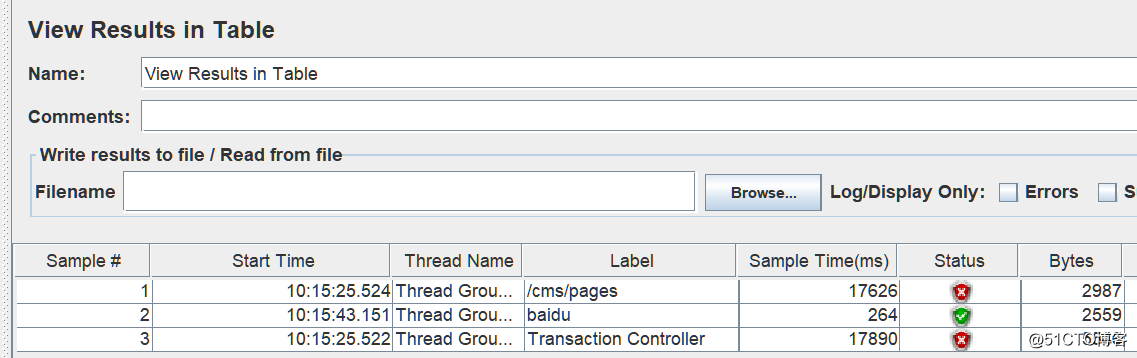 View Results in Table
Name: View Results in Table
Comments:
Write results to file / Read from file
Filename Browse... Log/Display Only: Errors
Sample # Start Time Thread Name Label Sample Time(ms) Status Bytes
1 10:15:25.524 Thread Grou... /cms/pages 17626 2987
2 10:15:43.151 Thread Grou... baidu 264 2559
3 10:15:25.522 Thread Grou... Transaction Controller 17890
@51CTO博客